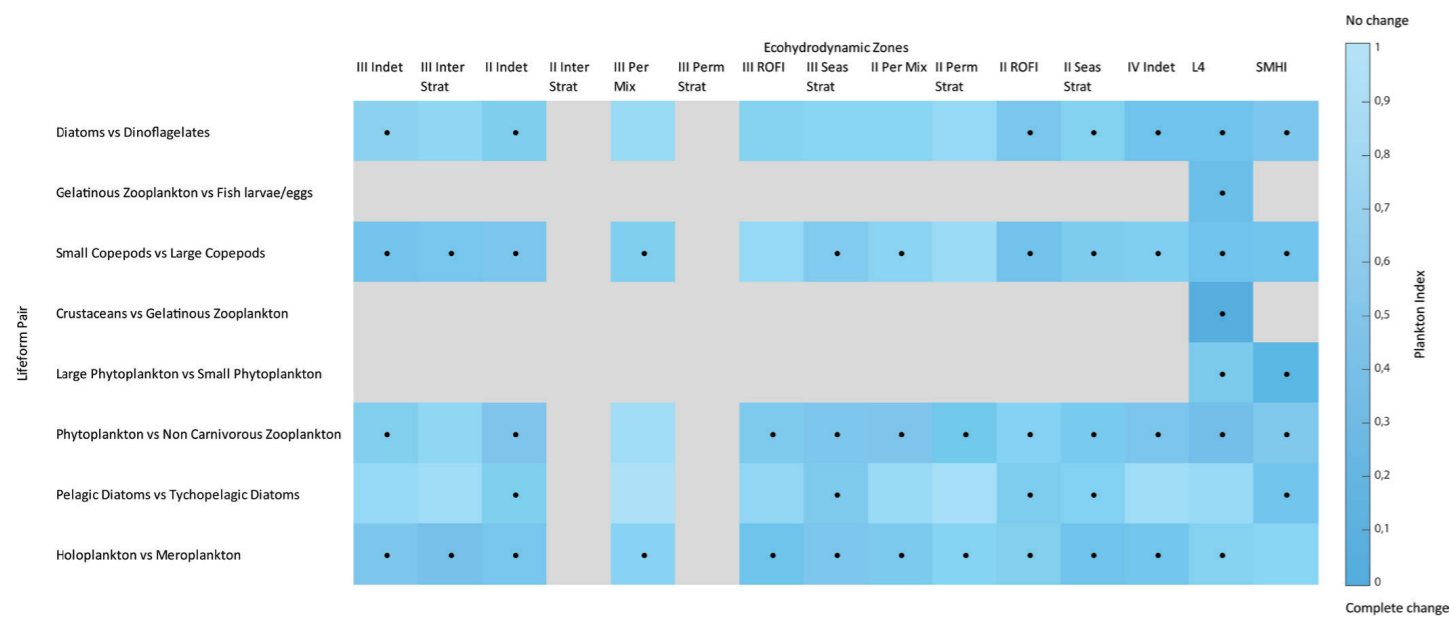 No change
Ecohydrodynamic Zones
III Indet III Inter Strat II Indet II Inter Strat III Per Mix III Perm Strat III ROFI III Seas Strat II Per Mix II Perm Strat II ROFI II Seas Strat IV Indet L4 SMHI
Lifeform Pair
Diatoms vs Dinoflagelates
Gelatinous Zooplankton vs Fish larvae/eggs
Small Copepods vs Large Copepods
Crustaceans vs Gelatinous Zooplankton
Large Phytoplankton vs Small Phytoplankton
Phytoplankton vs Non Carnivorous Zooplankton
Pelagic Diatoms vs Tychopelagic Diatoms
Holoplankton vs Meroplankton
1
0,9
0,8
0,7
0,6
0,5
0,4
0,3
0,2
0,1
0
Plankton Index
Complete change